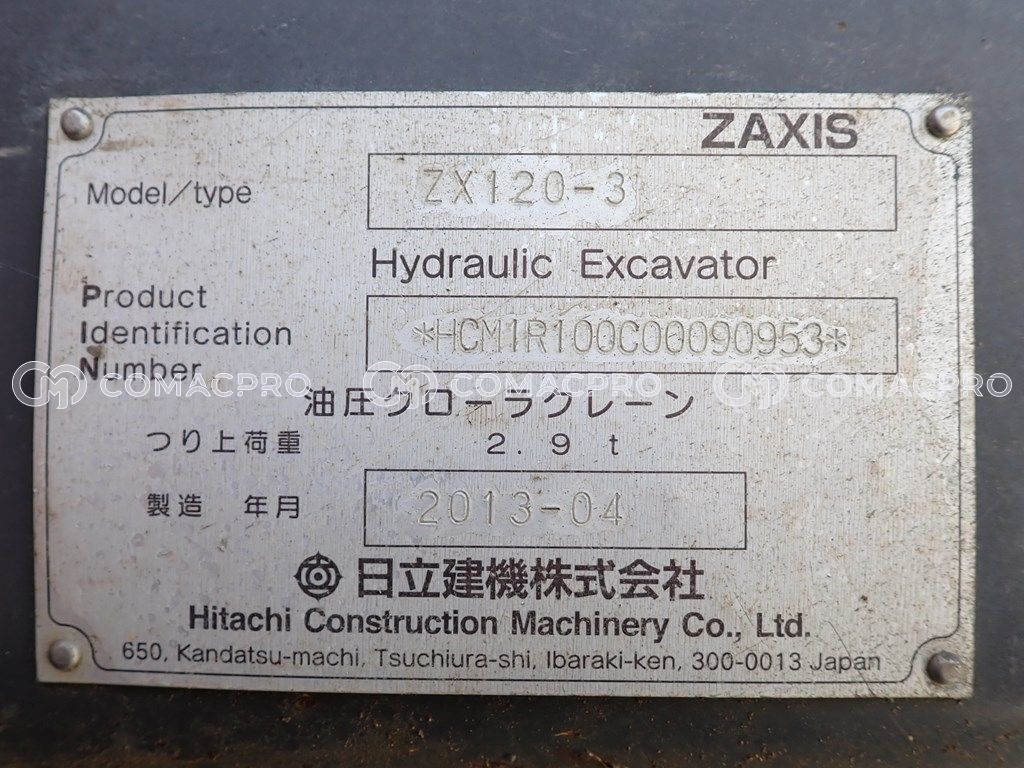 ZAXIS
Model/type ZX120-3
Hydraulic Excavator
Product
Identification
Number
*HCM1R100C00090953*
COMACPRO COMACPRO COMACPRO
油圧クローラクレーン
つり上荷重 2.9t
製造 年月 2013-04
日立建機株式会社
Hitachi Construction Machinery Co., Ltd.
650, Kandatsu-machi, Tsuchiura-shi, Ibaraki-ken, 300-0013 Japan